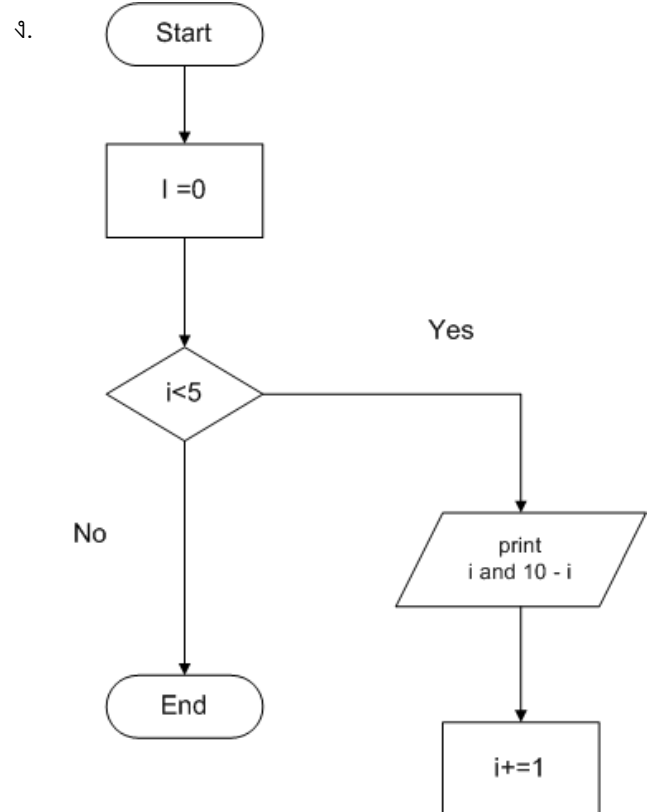 ง.
Start
I =0
i<5
Yes
No
print
i and 10 - i
End
i+=1